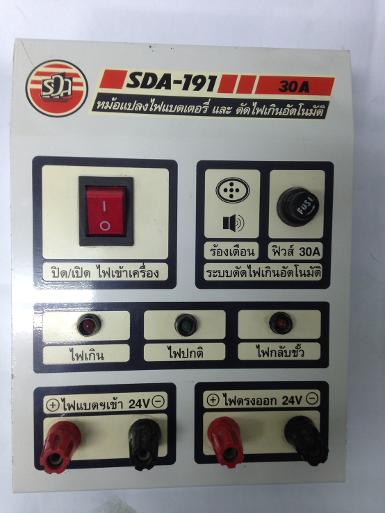 SDA
SDA-191
30A
หม้อแปลงไฟแบตเตอรี่ และ ตัดไฟเกินอัตโนมัติ
I
O
FUSE
ปิด/เปิด ไฟเข้าเครื่อง
ร้องเตือน
ฟิวส์ 30A
ระบบตัดไฟเกินอัตโนมัติ
ไฟเกิน
ไฟปกติ
ไฟกลับขั้ว
+ ไฟแบตฯเข้า 24V -
+ ไฟตรงออก 24V -